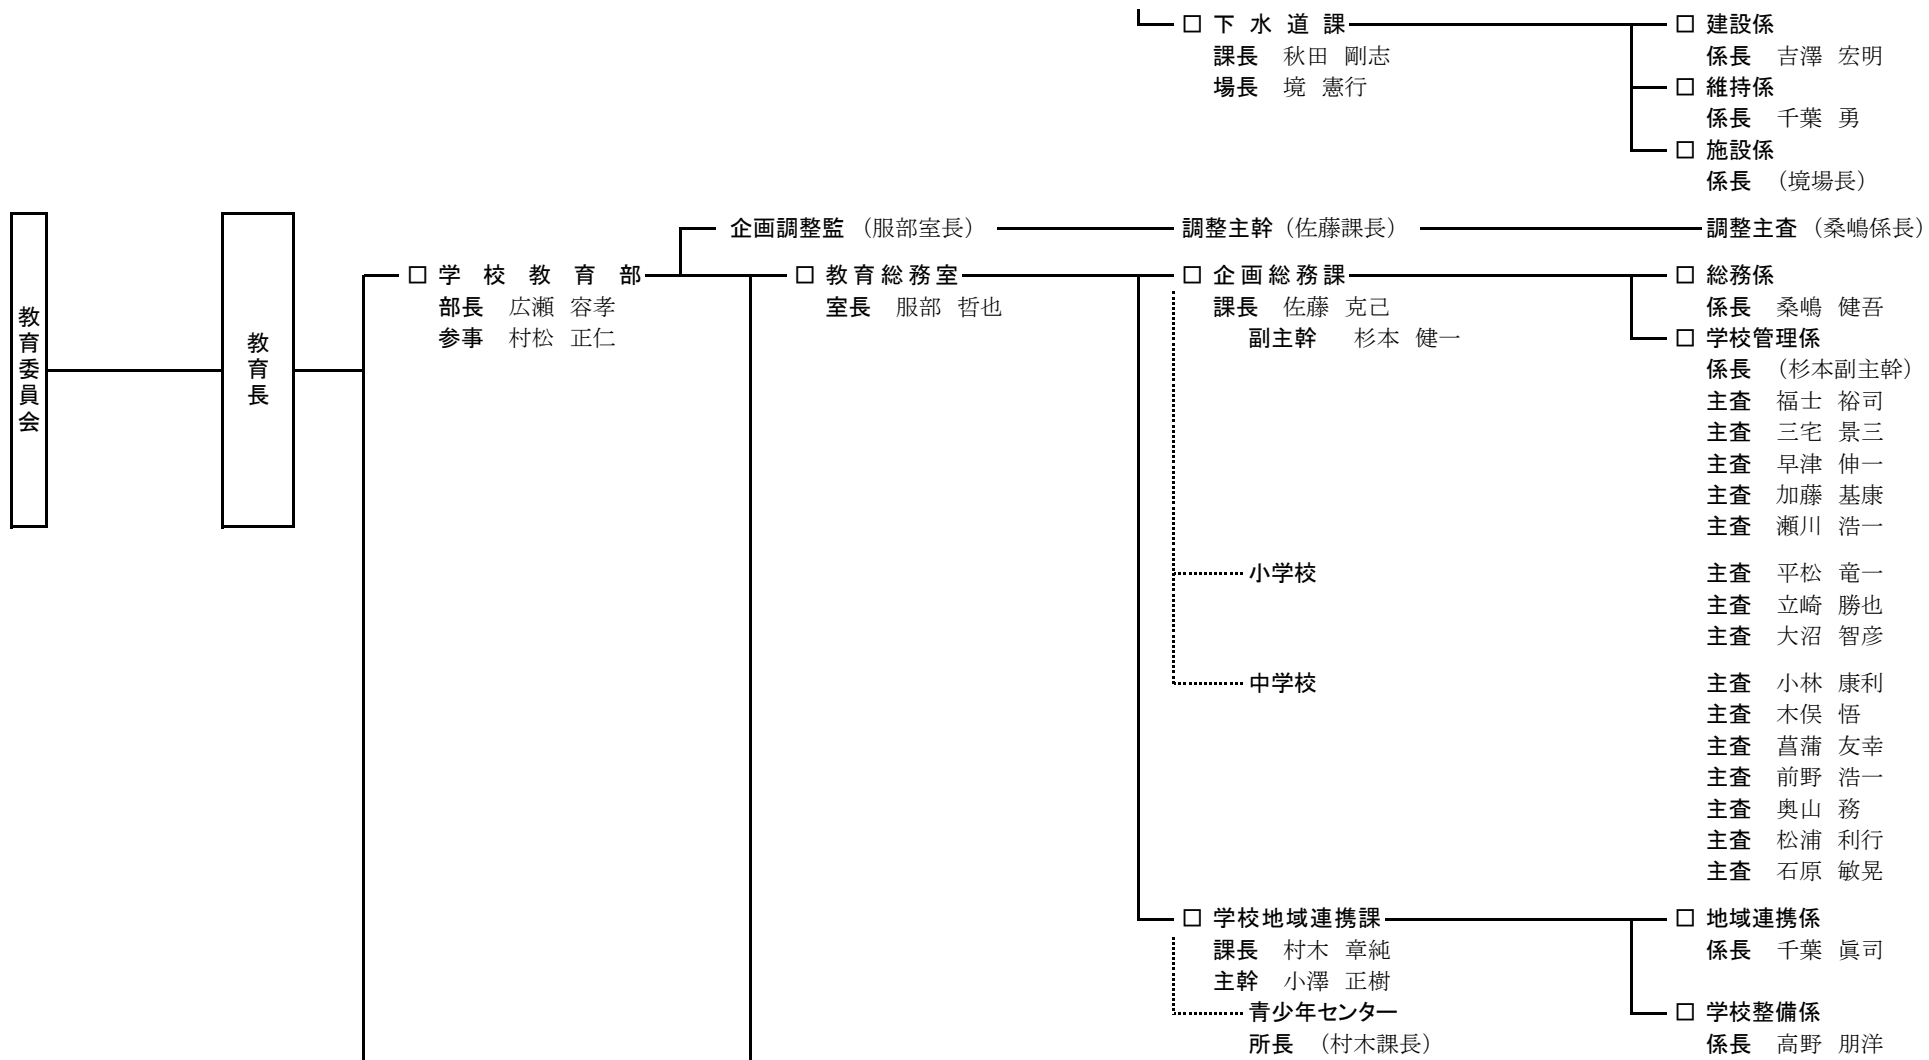 □ 下水道課
課長 秋田 剛志
場長 境 憲行
□ 建設係
係長 吉澤 宏明
□ 維持係
係長 千葉 勇
□ 施設係
係長 （境場長）
教育委員会
教育長
企画調整監 （服部室長）
調整主幹（佐藤課長）
調整主査 （桑嶋係長）
□ 学校教育部
部長 広瀬 容孝
参事 村松 正仁
□ 教育総務室
室長 服部 哲也
□ 企画総務課
課長 佐藤 克己
副主幹 杉本 健一
□ 総務係
係長 桑嶋 健吾
□ 学校管理係
係長 （杉本副主幹）
主査 福士 裕司
主査 三宅 景三
主査 早津 伸一
主査 加藤 基康
主査 瀬川 浩一
小学校
主査 平松 竜一
主査 立崎 勝也
主査 大沼 智彦
中学校
主査 小林 康利
主査 木俣 悟
主査 菖蒲 友幸
主査 前野 浩一
主査 奥山 務
主査 松浦 利行
主査 石原 敏晃
□ 学校地域連携課
課長 村木 章純
主幹 小澤 正樹
青少年センター
所長 （村木課長）
□ 地域連携係
係長 千葉 眞司
□ 学校整備係
係長 高野 朋洋